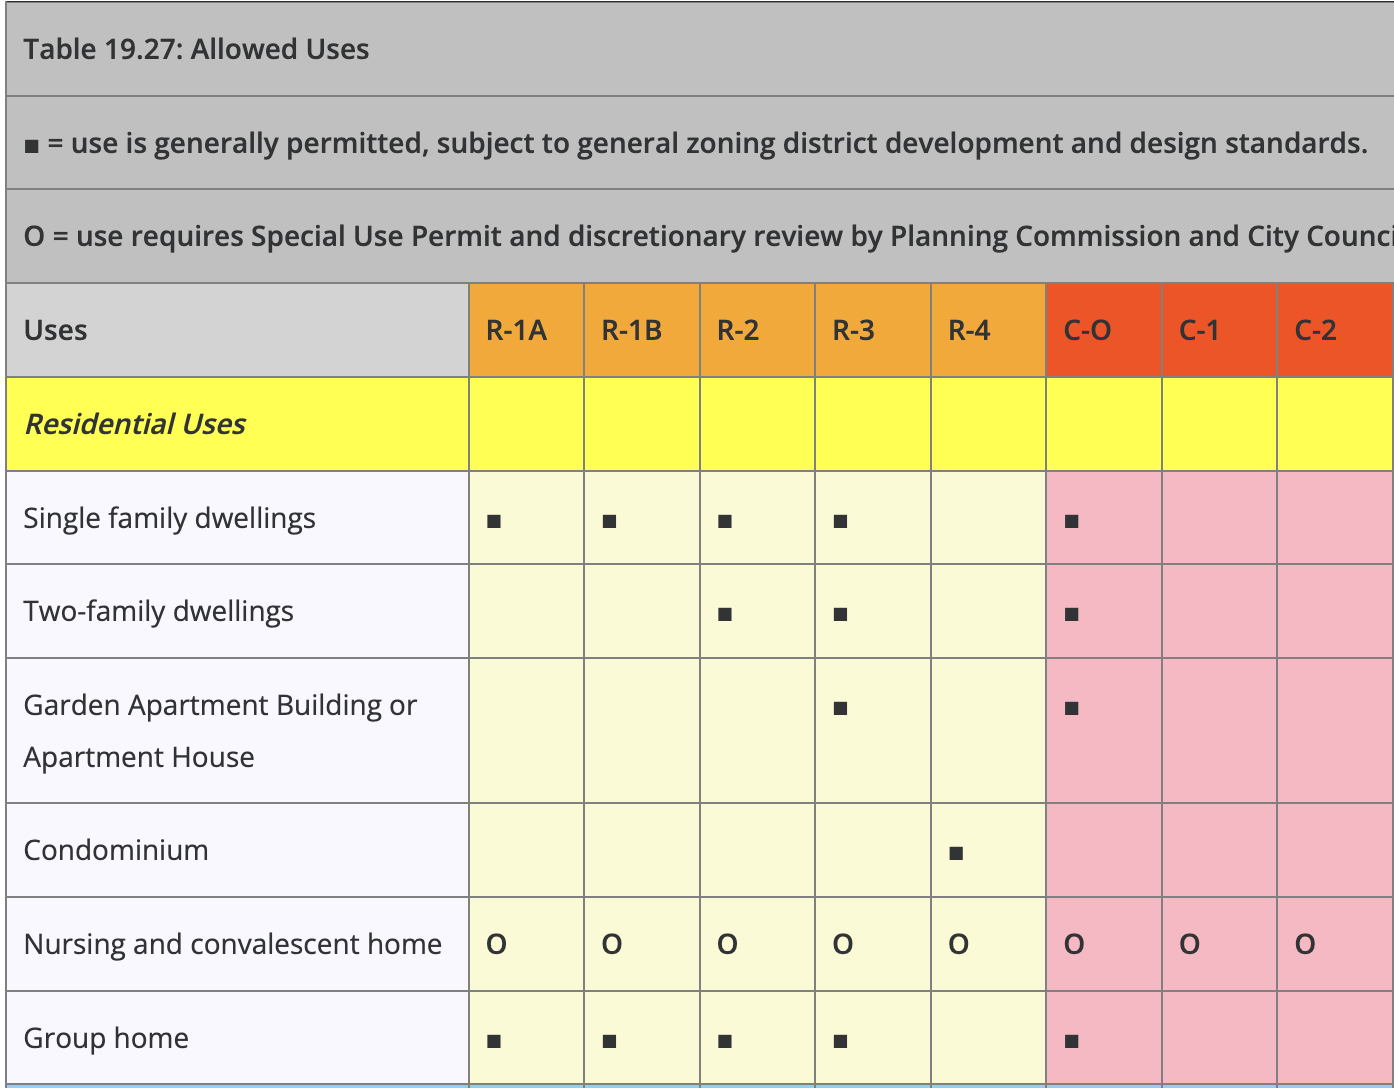 Table 19.27: Allowed Uses
■ = use is generally permitted, subject to general zoning district development and design standards.
O = use requires Special Use Permit and discretionary review by Planning Commission and City Counci
Uses R-1A R-1B R-2 R-3 R-4 C-O C-1 C-2
Residential Uses
Single family dwellings ■ ■ ■ ■ ■
Two-family dwellings ■ ■ ■
Garden Apartment Building or
Apartment House ■ ■
Condominium ■
Nursing and convalescent home O O O O O O O O
Group home ■ ■ ■ ■ ■